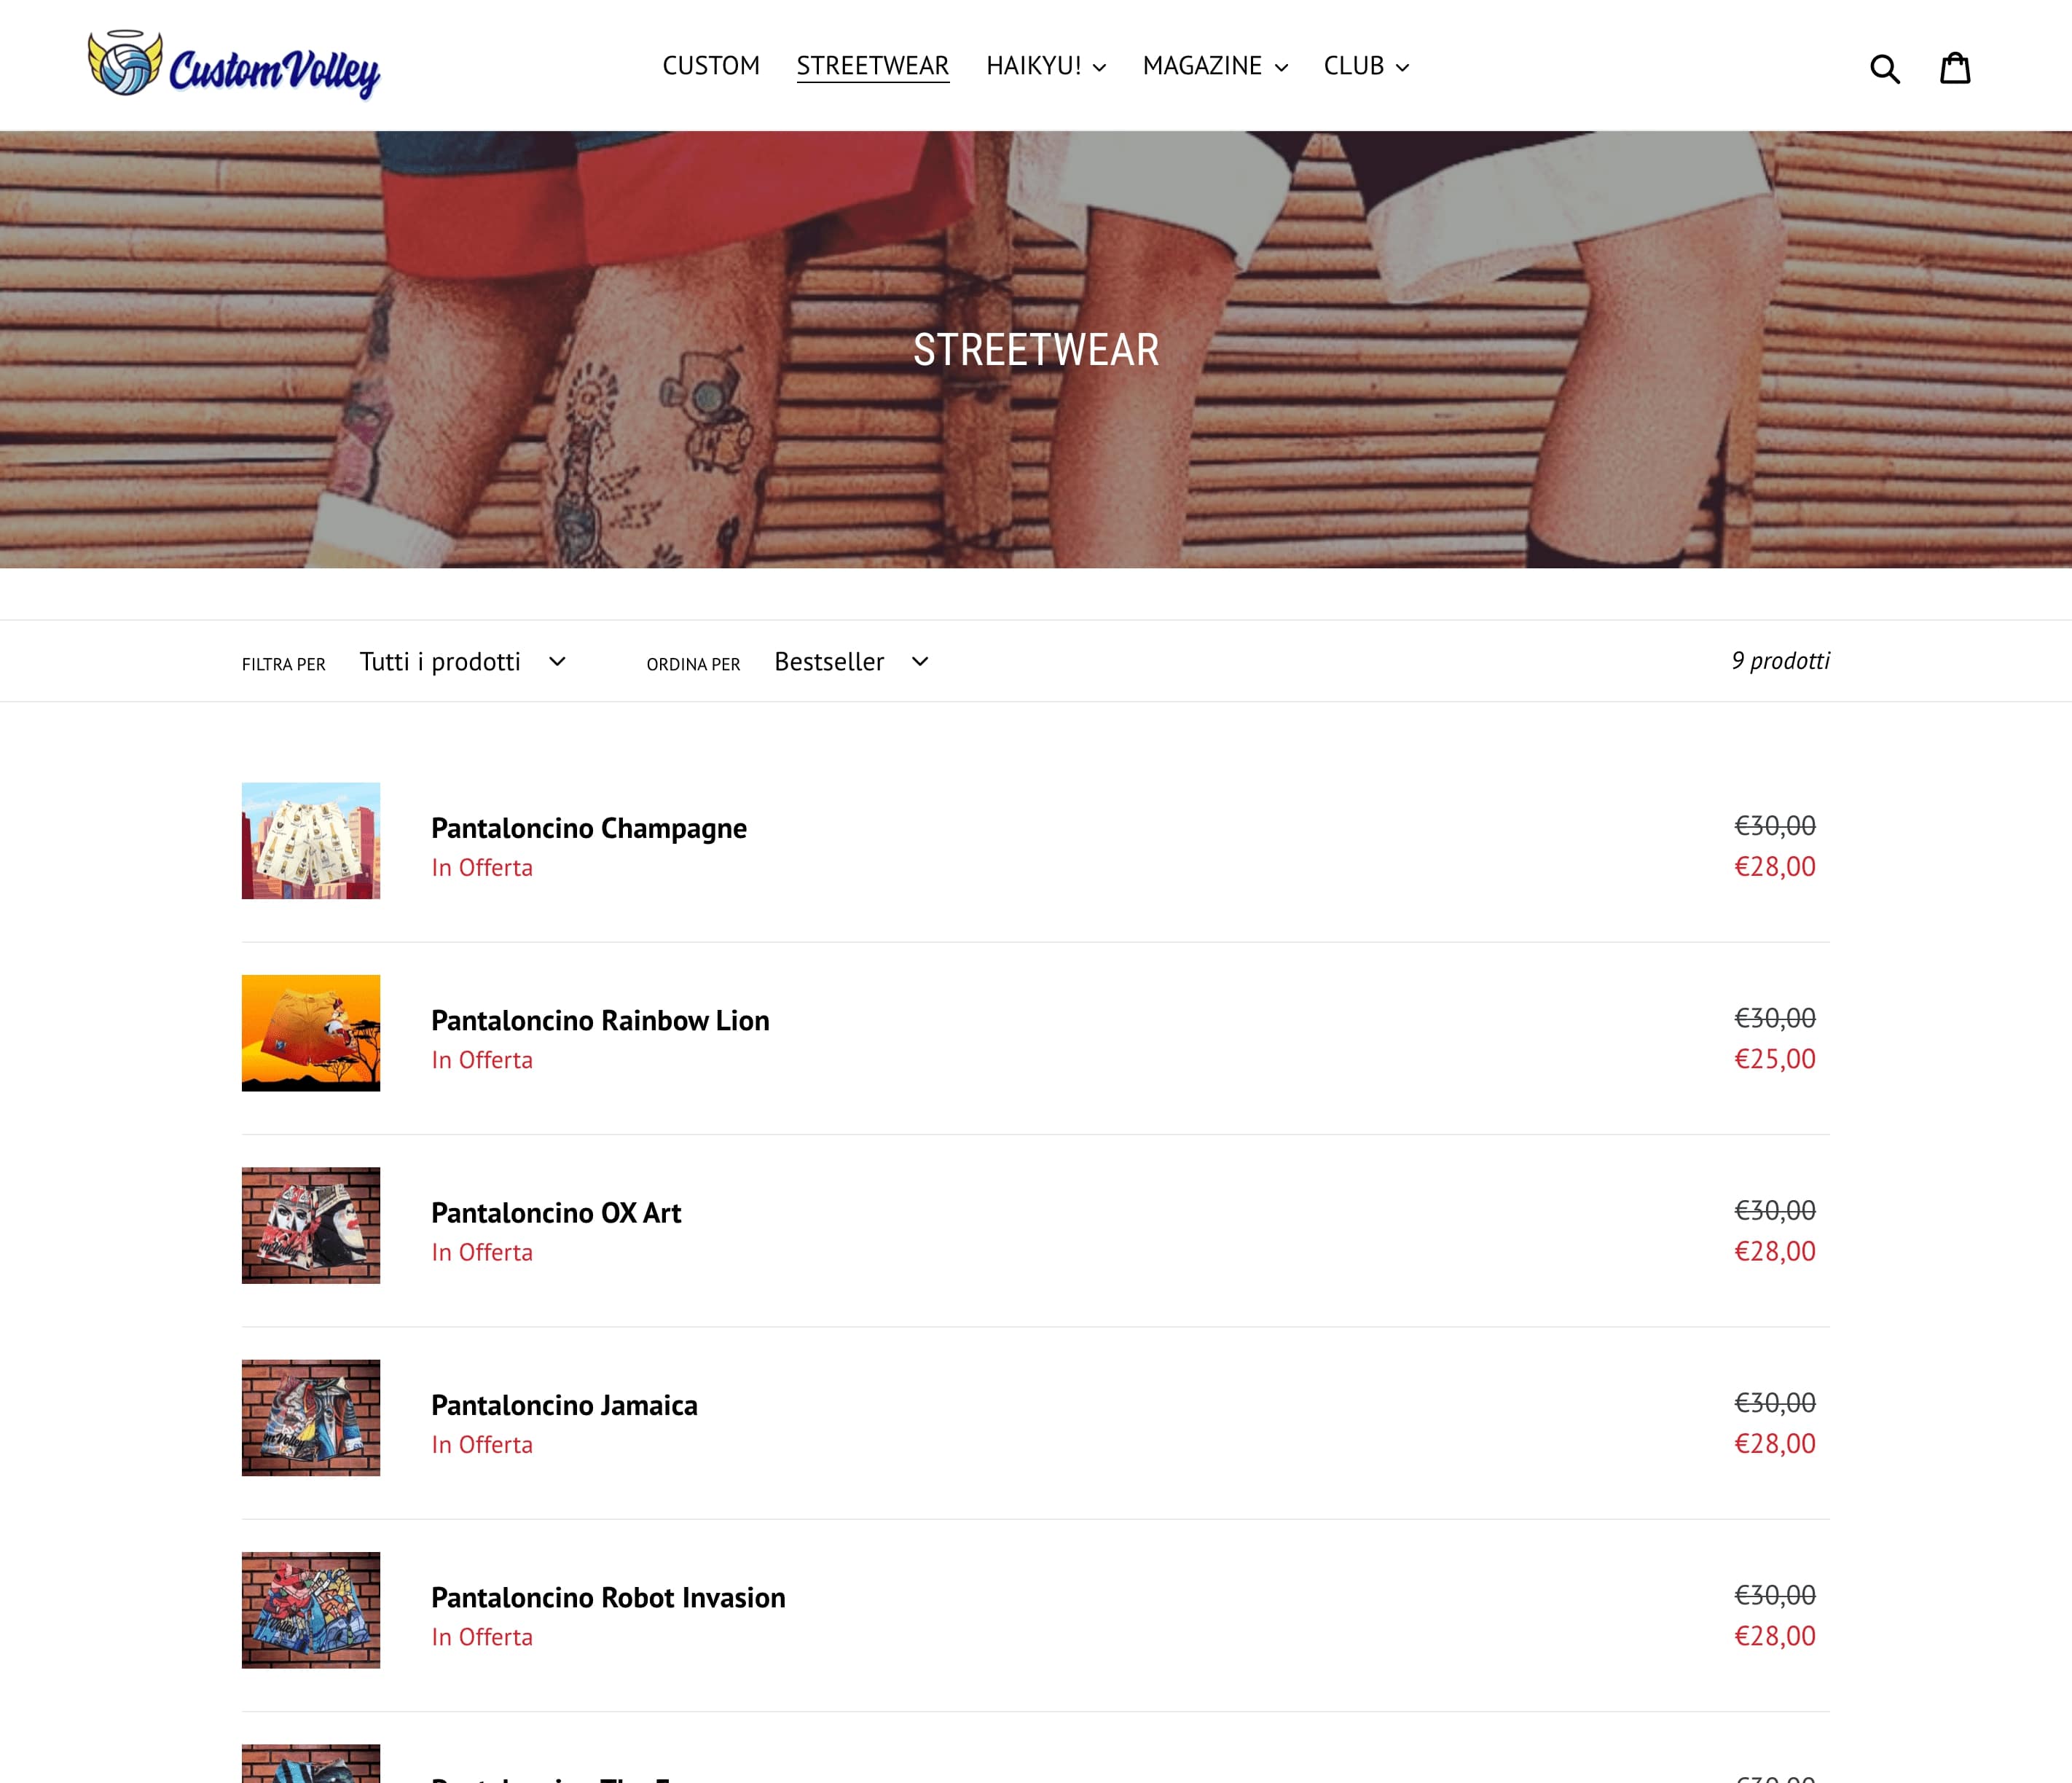 CustomVolley
CUSTOM STREETWEAR HAIKYU! MAGAZINE CLUB
STREETWEAR
FILTRA PER Tutti i prodotti ORDINA PER Bestseller 9 prodotti
Pantaloncino Champagne
In Offerta
€30,00
€28,00
Pantaloncino Rainbow Lion
In Offerta
€30,00
€25,00
Pantaloncino OX Art
In Offerta
€30,00
€28,00
Pantaloncino Jamaica
In Offerta
€30,00
€28,00
Pantaloncino Robot Invasion
In Offerta
€30,00
€28,00